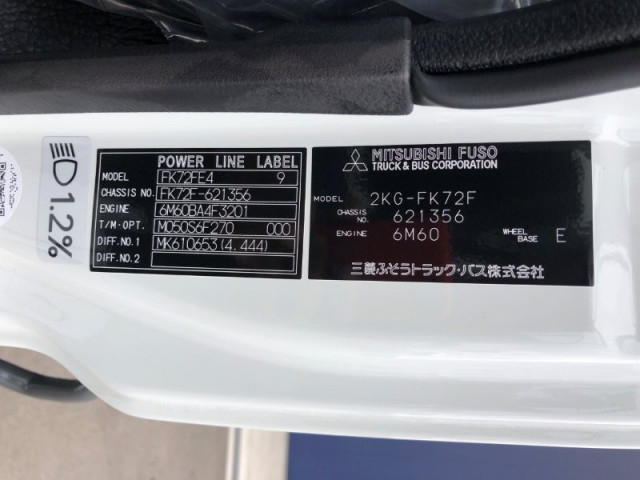 1.2%
POWER LINE LABEL
MODEL FK72FE4 9
CHASSIS NO. FK72F-621356
ENGINE 6M60BA4F3201
T/M-OPT. M050S6F270 000
DIFF. NO.1 MK610653(4.444)
DIFF. NO.2
MITSUBISHI FUSO
TRUCK & BUS CORPORATION
MODEL 2KG-FK72F
CHASSIS NO. 621356
ENGINE 6M60 WHEEL BASE E
三菱ふそうトラック・バス株式会社